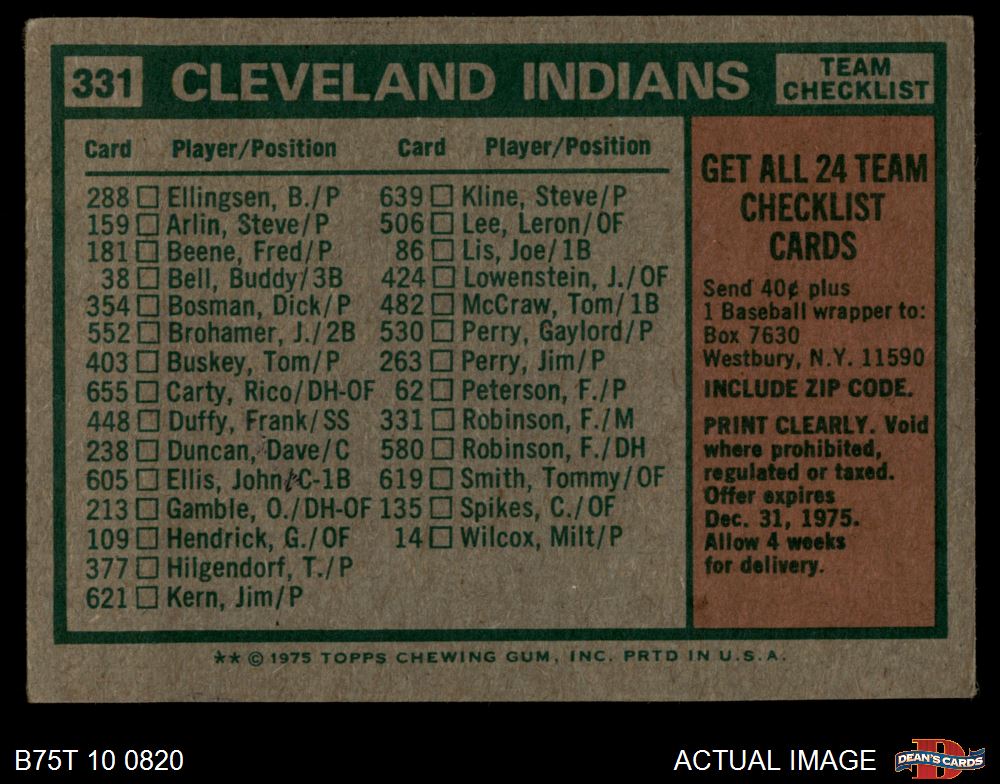 331 CLEVELAND INDIANS TEAM CHECKLIST
Card Player/Position Card Player/Position
288 ☐ Ellingsen, B./P
159 ☐ Arlin, Steve/P
181 ☐ Beene, Fred/P
38 ☐ Bell, Buddy/3B
354 ☐ Bosman, Dick/P
552 ☐ Brohamer, J./2B
403 ☐ Buskey, Tom/P
655 ☐ Carty, Rico/DH-OF
448 ☐ Duffy, Frank/SS
238 ☐ Duncan, Dave/C
605 ☐ Ellis, John/C-1B
213 ☐ Gamble, O./DH-OF
109 ☐ Hendrick, G./OF
377 ☐ Hilgendorf, T./P
621 ☐ Kern, Jim/P
639 ☐ Kline, Steve/P
506 ☐ Lee, Leron/OF
86 ☐ Lis, Joe/1B
424 ☐ Lowenstein, J./OF
482 ☐ McCraw, Tom/1B
530 ☐ Perry, Gaylord/P
263 ☐ Perry, Jim/P
62 ☐ Peterson, F./P
331 ☐ Robinson, F./M
580 ☐ Robinson, F./DH
619 ☐ Smith, Tommy/OF
135 ☐ Spikes, C./OF
14 ☐ Wilcox, Milt/P
GET ALL 24 TEAM
CHECKLIST
CARDS
Send 40¢ plus
1 Baseball wrapper to:
Box 7630
Westbury, N.Y. 11590
INCLUDE ZIP CODE.
PRINT CLEARLY. Void
where prohibited,
regulated or taxed.
Offer expires
Dec. 31, 1975.
Allow 4 weeks
for delivery.
** © 1975 TOPPS CHEWING GUM, INC. PRTD IN U.S.A.
B75T 10 0820
ACTUAL IMAGE
D
DEAN'S CARDS